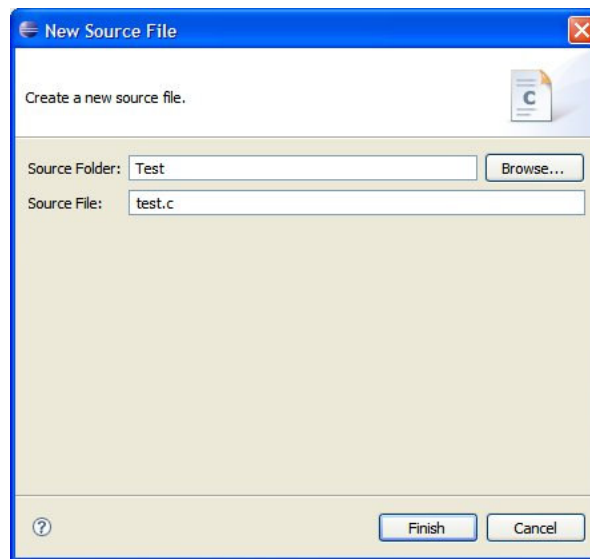 New Source File
Create a new source file.
C
Source Folder: Test Browse...
Source File: test.c
?
Finish Cancel